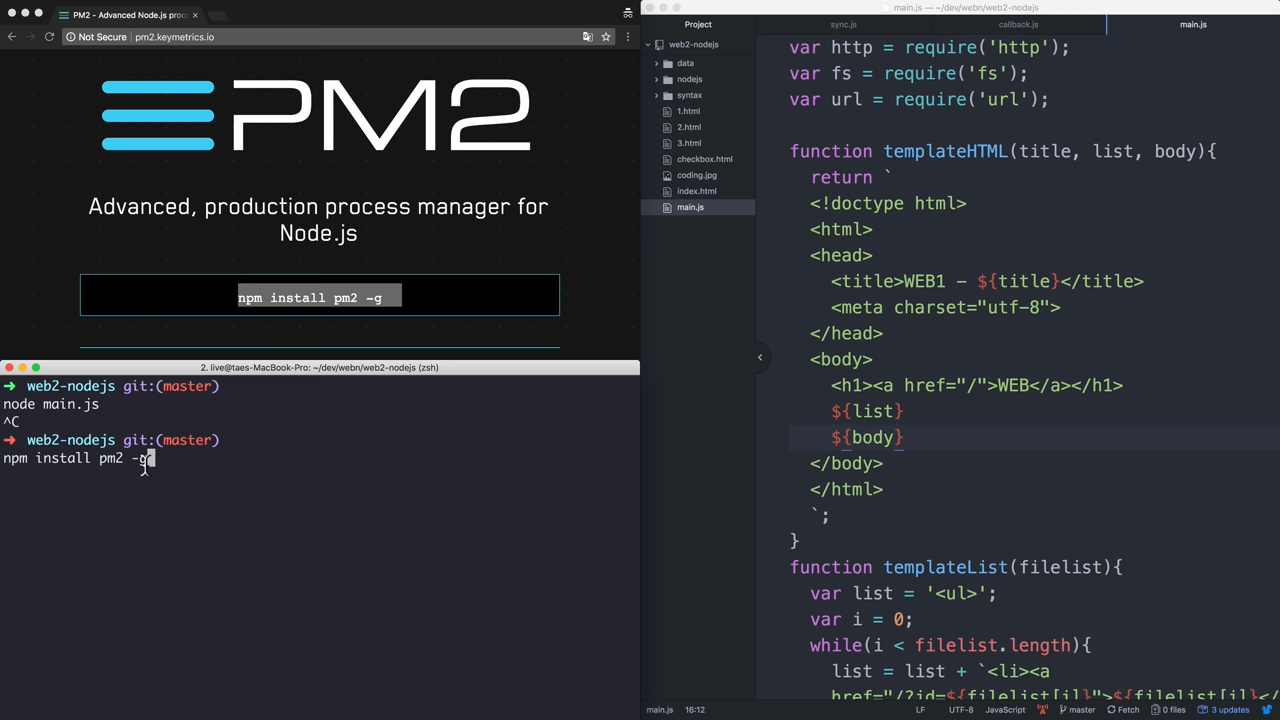 PM2 - Advanced Node.js proce
Not Secure | pm2.keymetrics.io
PM2
Advanced, production process manager for
Node.js
npm install pm2 -g
2. live@taes-MacBook-Pro: ~/dev/webn/web2-nodejs (zsh)
➜ web2-nodejs git:(master)
node main.js
^C
➜ web2-nodejs git:(master)
npm install pm2 -g
main.js — ~/dev/webn/web2-nodejs
Project
sync.js
callback.js
main.js
web2-nodejs
data
nodejs
syntax
1.html
2.html
3.html
checkbox.html
coding.jpg
index.html
main.js
var http = require('http');
var fs = require('fs');
var url = require('url');
function templateHTML(title, list, body){
return `
<!doctype html>
<html>
<head>
<title>WEB1 - ${title}</title>
<meta charset="utf-8">
</head>
<body>
<h1><a href="/">WEB</a></h1>
${list}
${body}
</body>
</html>
`;
}
function templateList(filelist){
var list = '<ul>';
var i = 0;
while(i < filelist.length){
list = list + `<li><a
href="/?id=${filelist[i]}">${filelist[i]}</
main.js 16:12
LF UTF-8 JavaScript master Fetch 0 files 3 updates